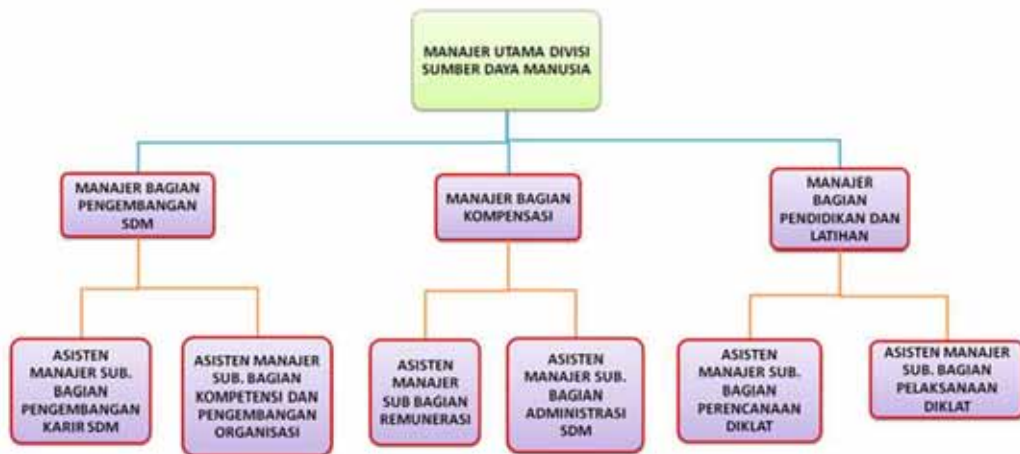 MANAJER UTAMA DIVISI
SUMBER DAYA MANUSIA
MANAJER BAGIAN
PENGEMBANGAN
SDM
MANAJER BAGIAN
KOMPENSASI
MANAJER
BAGIAN
PENDIDIKAN DAN
LATIHAN
ASISTEN
MANAJER SUB.
BAGIAN
PENGEMBANGAN
KARIR SDM
ASISTEN MANAJER
SUB. BAGIAN
KOMPETENSI DAN
PENGEMBANGAN
ORGANISASI
ASISTEN
MANAJER
SUB BAGIAN
REMUNERASI
ASISTEN
MANAJER SUB.
BAGIAN
ADMINISTRASI
SDM
ASISTEN
MANAJER SUB.
BAGIAN
PERENCANAAN
DIKLAT
ASISTEN MANAJER
SUB. BAGIAN
PELAKSANAAN
DIKLAT